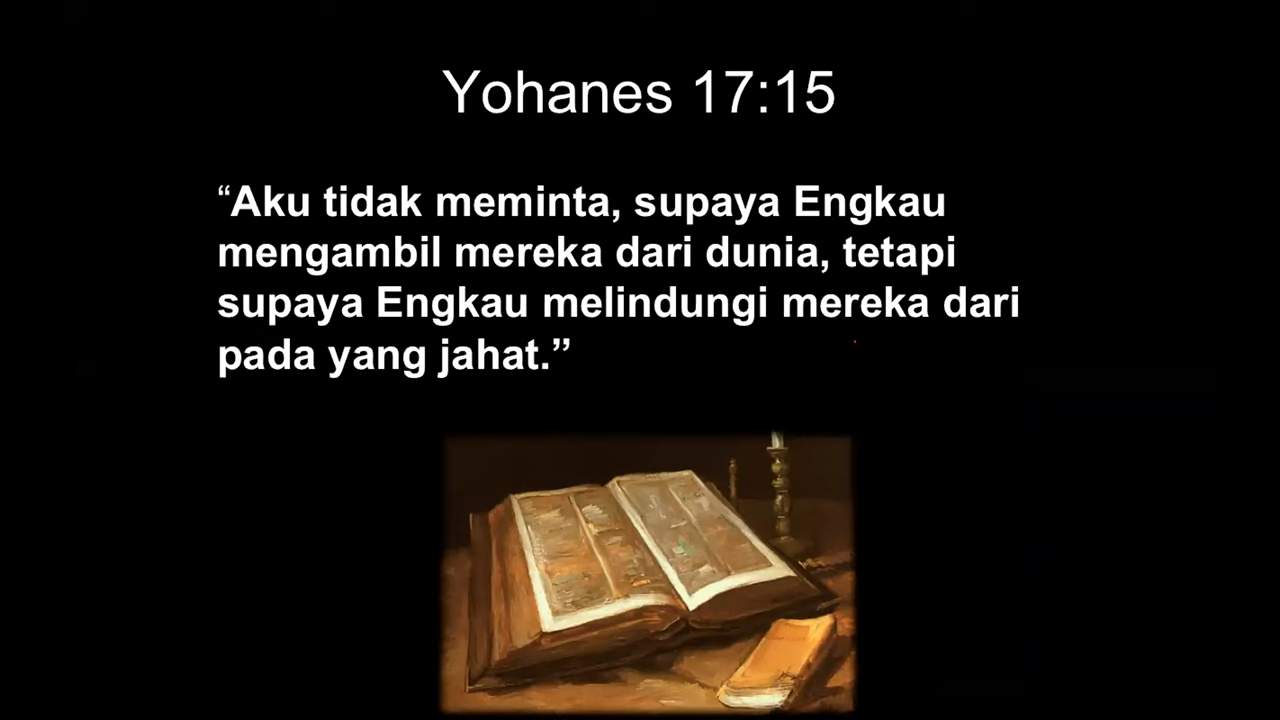 Yohanes 17:15
“Aku tidak meminta, supaya Engkau
mengambil mereka dari dunia, tetapi
supaya Engkau melindungi mereka dari
pada yang jahat.”